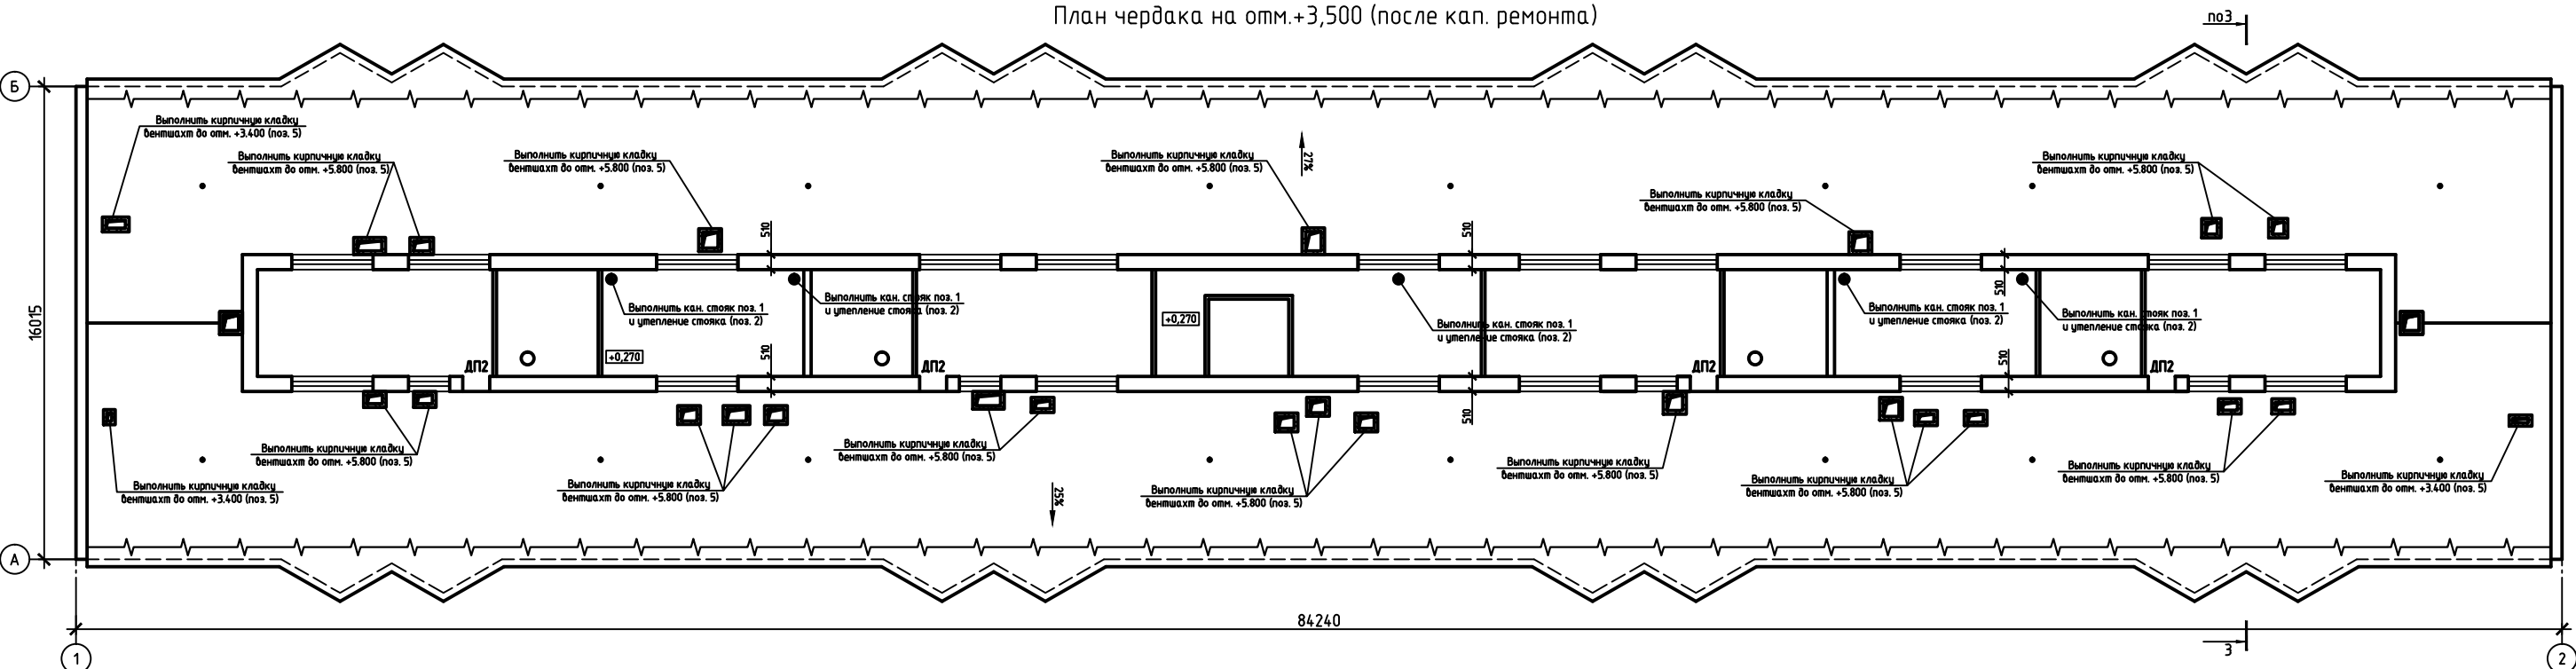 План чердака на отм.+3,500 (после кап. ремонта)
по3
Б
Выполнить кирпичную кладку
вентшахт до отм. +3.400 (поз. 5)
Выполнить кирпичную кладку
вентшахт до отм. +5.800 (поз. 5)
Выполнить кирпичную кладку
вентшахт до отм. +5.800 (поз. 5)
Выполнить кирпичную кладку
вентшахт до отм. +5.800 (поз. 5)
27%
Выполнить кирпичную кладку
вентшахт до отм. +5.800 (поз. 5)
Выполнить кирпичную кладку
вентшахт до отм. +5.800 (поз. 5)
510
510
510
Выполнить кан. стояк поз. 1
и утепление стояка (поз. 2)
Выполнить кан. стояк поз. 1
и утепление стояка (поз. 2)
+0,270
Выполнить кан. стояк поз. 1
и утепление стояка (поз. 2)
Выполнить кан. стояк поз. 1
и утепление стояка (поз. 2)
Выполнить кан. стояк поз. 1
и утепление стояка (поз. 2)
16015
+0,270
510
510
ДП2
ДП2
ДП2
ДП2
510
Выполнить кирпичную кладку
вентшахт до отм. +5.800 (поз. 5)
Выполнить кирпичную кладку
вентшахт до отм. +5.800 (поз. 5)
Выполнить кирпичную кладку
вентшахт до отм. +5.800 (поз. 5)
Выполнить кирпичную кладку
вентшахт до отм. +5.800 (поз. 5)
Выполнить кирпичную кладку
вентшахт до отм. +3.400 (поз. 5)
Выполнить кирпичную кладку
вентшахт до отм. +5.800 (поз. 5)
25%
Выполнить кирпичную кладку
вентшахт до отм. +5.800 (поз. 5)
Выполнить кирпичную кладку
вентшахт до отм. +5.800 (поз. 5)
Выполнить кирпичную кладку
вентшахт до отм. +3.400 (поз. 5)
А
84240
1
3
2